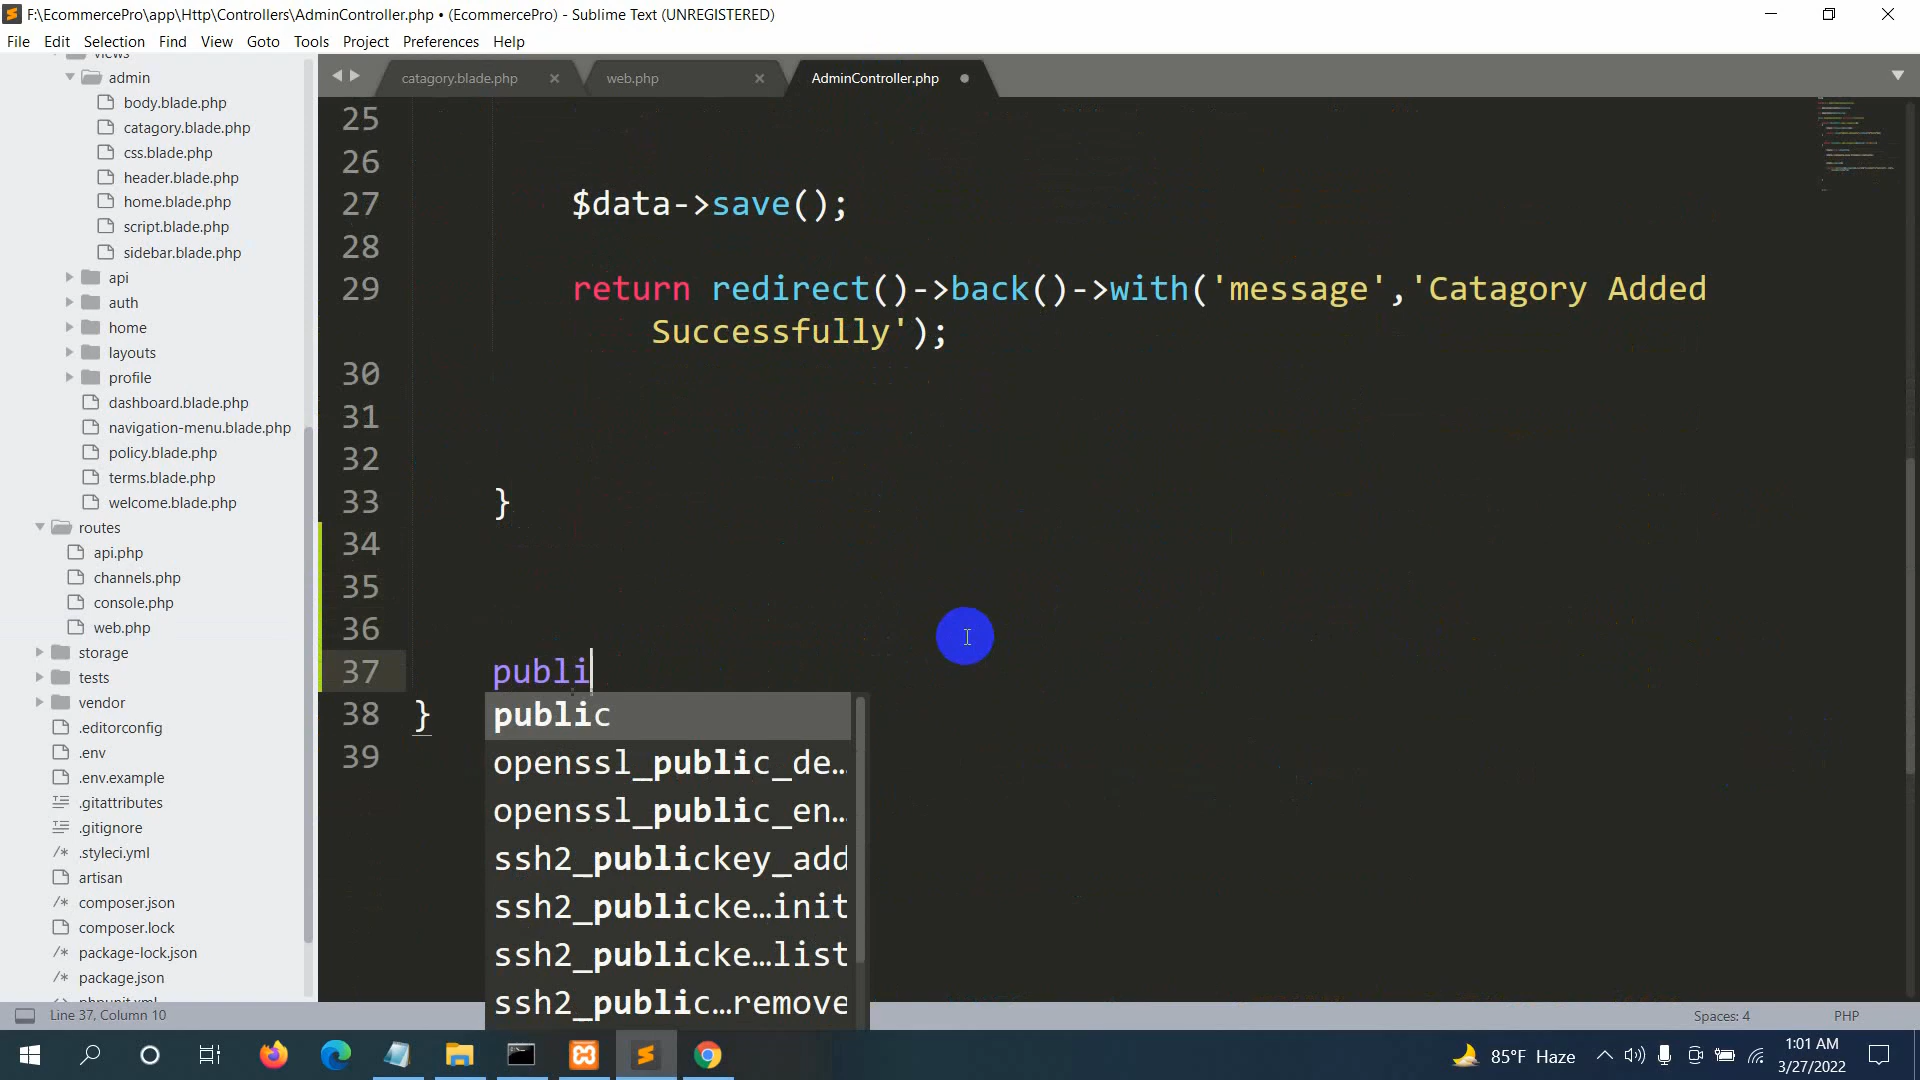 F:\EcommercePro\app\Http\Controllers\AdminController.php • (EcommercePro) - Sublime Text (UNREGISTERED)
File Edit Selection Find View Goto Tools Project Preferences Help
views
admin
body.blade.php
catagory.blade.php
css.blade.php
header.blade.php
home.blade.php
script.blade.php
sidebar.blade.php
api
auth
home
layouts
profile
dashboard.blade.php
navigation-menu.blade.php
policy.blade.php
terms.blade.php
welcome.blade.php
routes
api.php
channels.php
console.php
web.php
storage
tests
vendor
.editorconfig
.env
.env.example
.gitattributes
.gitignore
.styleci.yml
artisan
composer.json
composer.lock
package-lock.json
package.json
phpunit.xml
catagory.blade.php × web.php × AdminController.php
25
26
27 $data->save();
28
29 return redirect()->back()->with('message','Catagory Added
Successfully');
30
31
32
33 }
34
35
36
37 publi
38 }
39
public
openssl_public_de…
openssl_public_en…
ssh2_publickey_add
ssh2_publicke…init
ssh2_publicke…list
ssh2_public…remove
Line 37, Column 10 Spaces: 4 PHP
85°F Haze
1:01 AM
3/27/2022